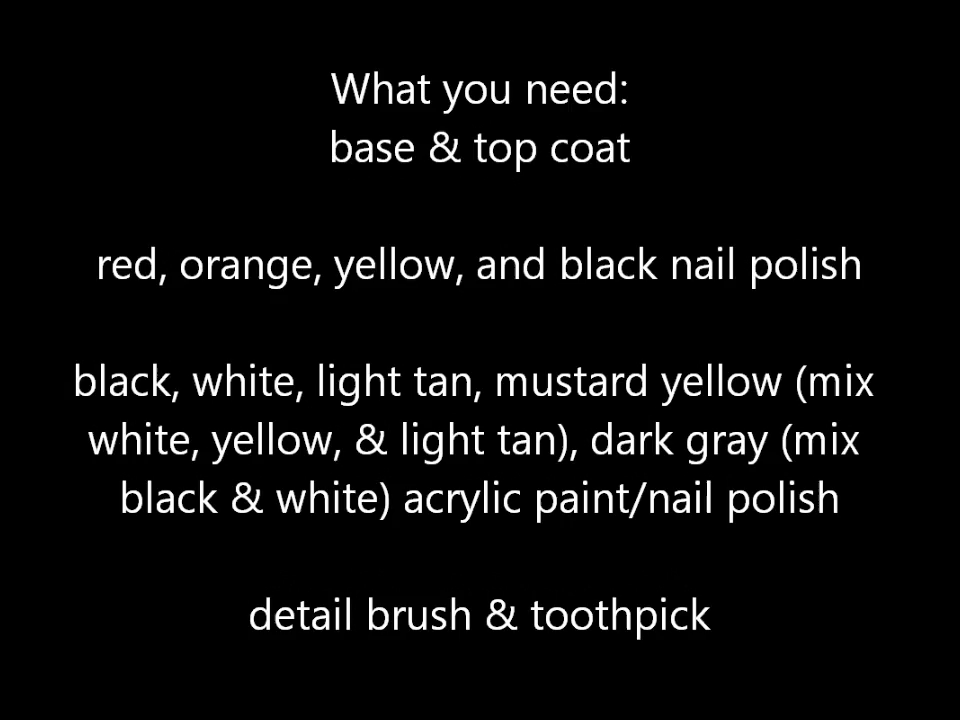 What you need:
base & top coat
red, orange, yellow, and black nail polish
black, white, light tan, mustard yellow (mix
white, yellow, & light tan), dark gray (mix
black & white) acrylic paint/nail polish
detail brush & toothpick